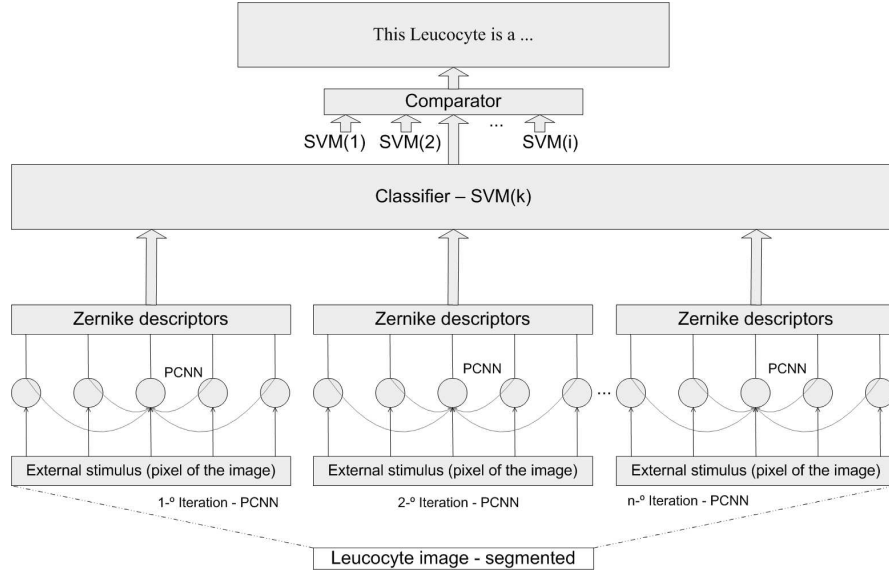 This Leucocyte is a ...
Comparator
...
SVM(1) SVM(2) SVM(i)
Classifier – SVM(k)
Zernike descriptors Zernike descriptors Zernike descriptors
PCNN PCNN PCNN
...
External stimulus (pixel of the image) External stimulus (pixel of the image) External stimulus (pixel of the image)
1-º Iteration - PCNN 2-º Iteration - PCNN n-º Iteration - PCNN
Leucocyte image - segmented